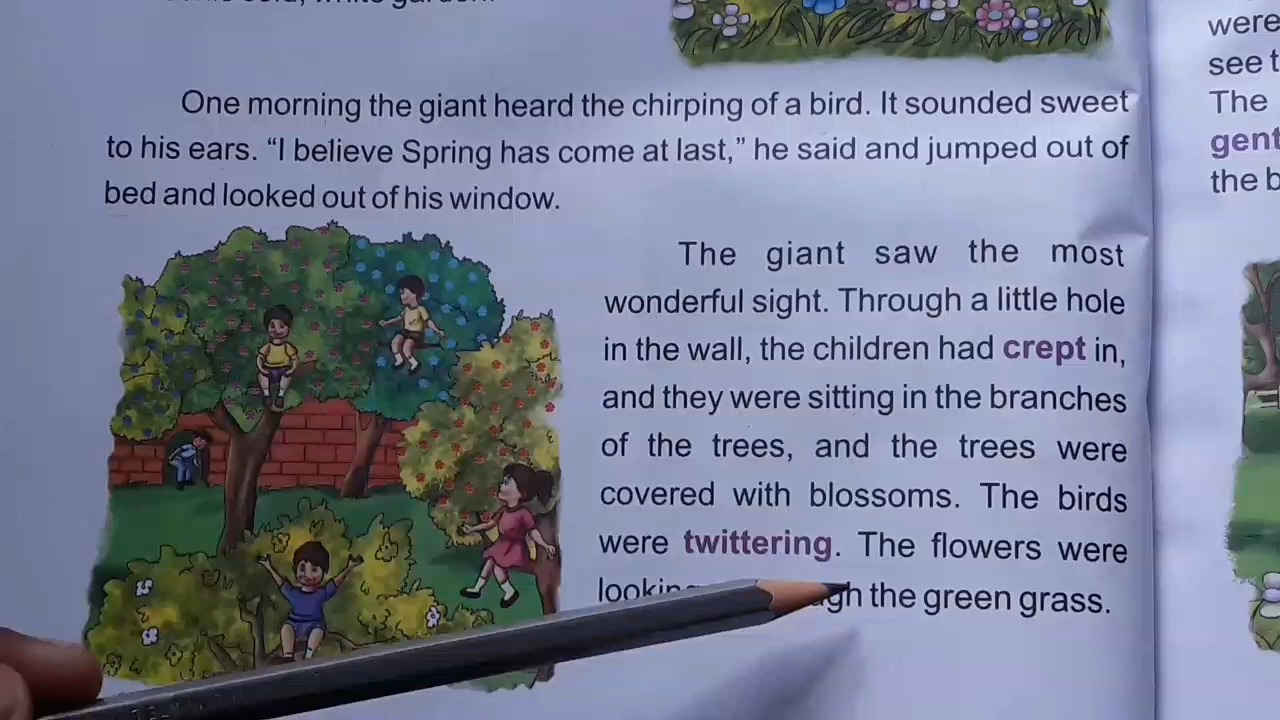 One morning the giant heard the chirping of a bird. It sounded sweet
to his ears. “I believe Spring has come at last,” he said and jumped out of
bed and looked out of his window.
The giant saw the most
wonderful sight. Through a little hole
in the wall, the children had crept in,
and they were sitting in the branches
of the trees, and the trees were
covered with blossoms. The birds
were twittering. The flowers were
the green grass.
were
see t
The
gent
the b